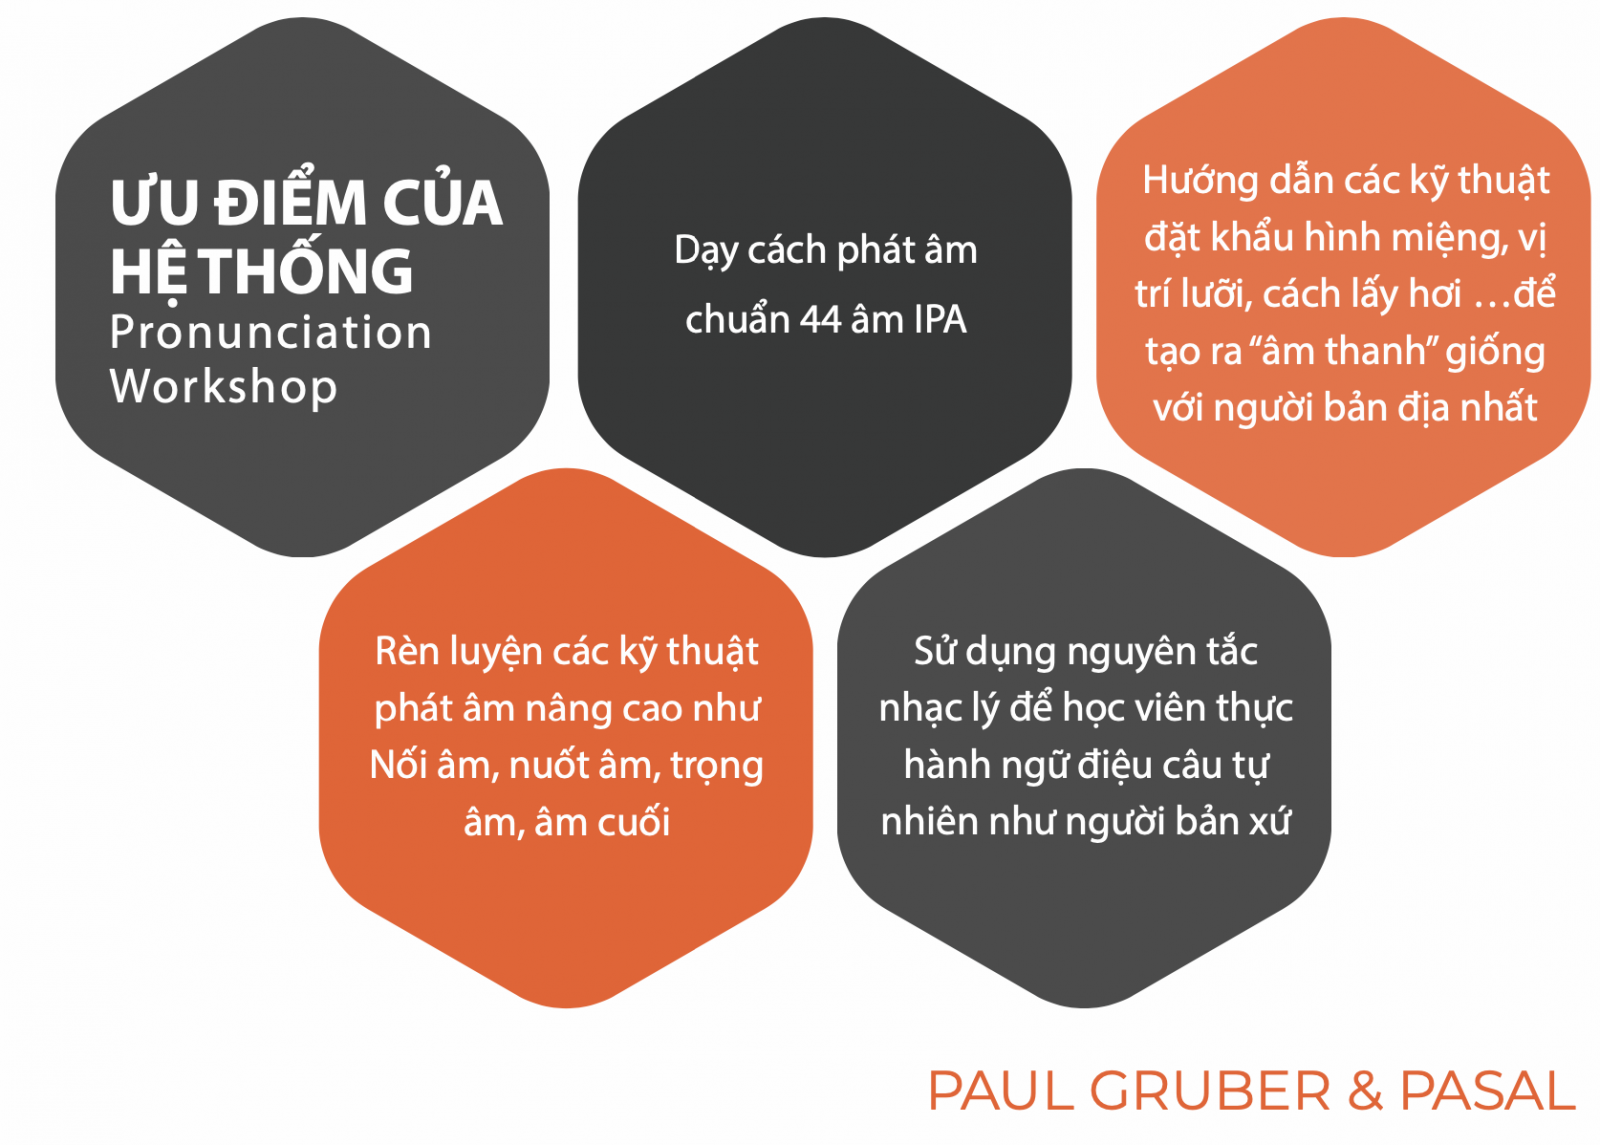 ƯU ĐIỂM CỦA
HỆ THỐNG
Pronunciation
Workshop
Dạy cách phát âm
chuẩn 44 âm IPA
Hướng dẫn các kỹ thuật
đặt khẩu hình miệng, vị
trí lưỡi, cách lấy hơi ...để
tạo ra “âm thanh” giống
với người bản địa nhất
Rèn luyện các kỹ thuật
phát âm nâng cao như
Nối âm, nuốt âm, trọng
âm, âm cuối
Sử dụng nguyên tắc
nhạc lý để học viên thực
hành ngữ điệu câu tự
nhiên như người bản xứ
PAUL GRUBER & PASAL